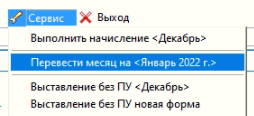 Сервис Выход
Выполнить начисление <Декабрь>
Перевести месяц на <Январь 2022 г.>
Выставление без ПУ <Декабрь>
Выставление без ПУ новая форма